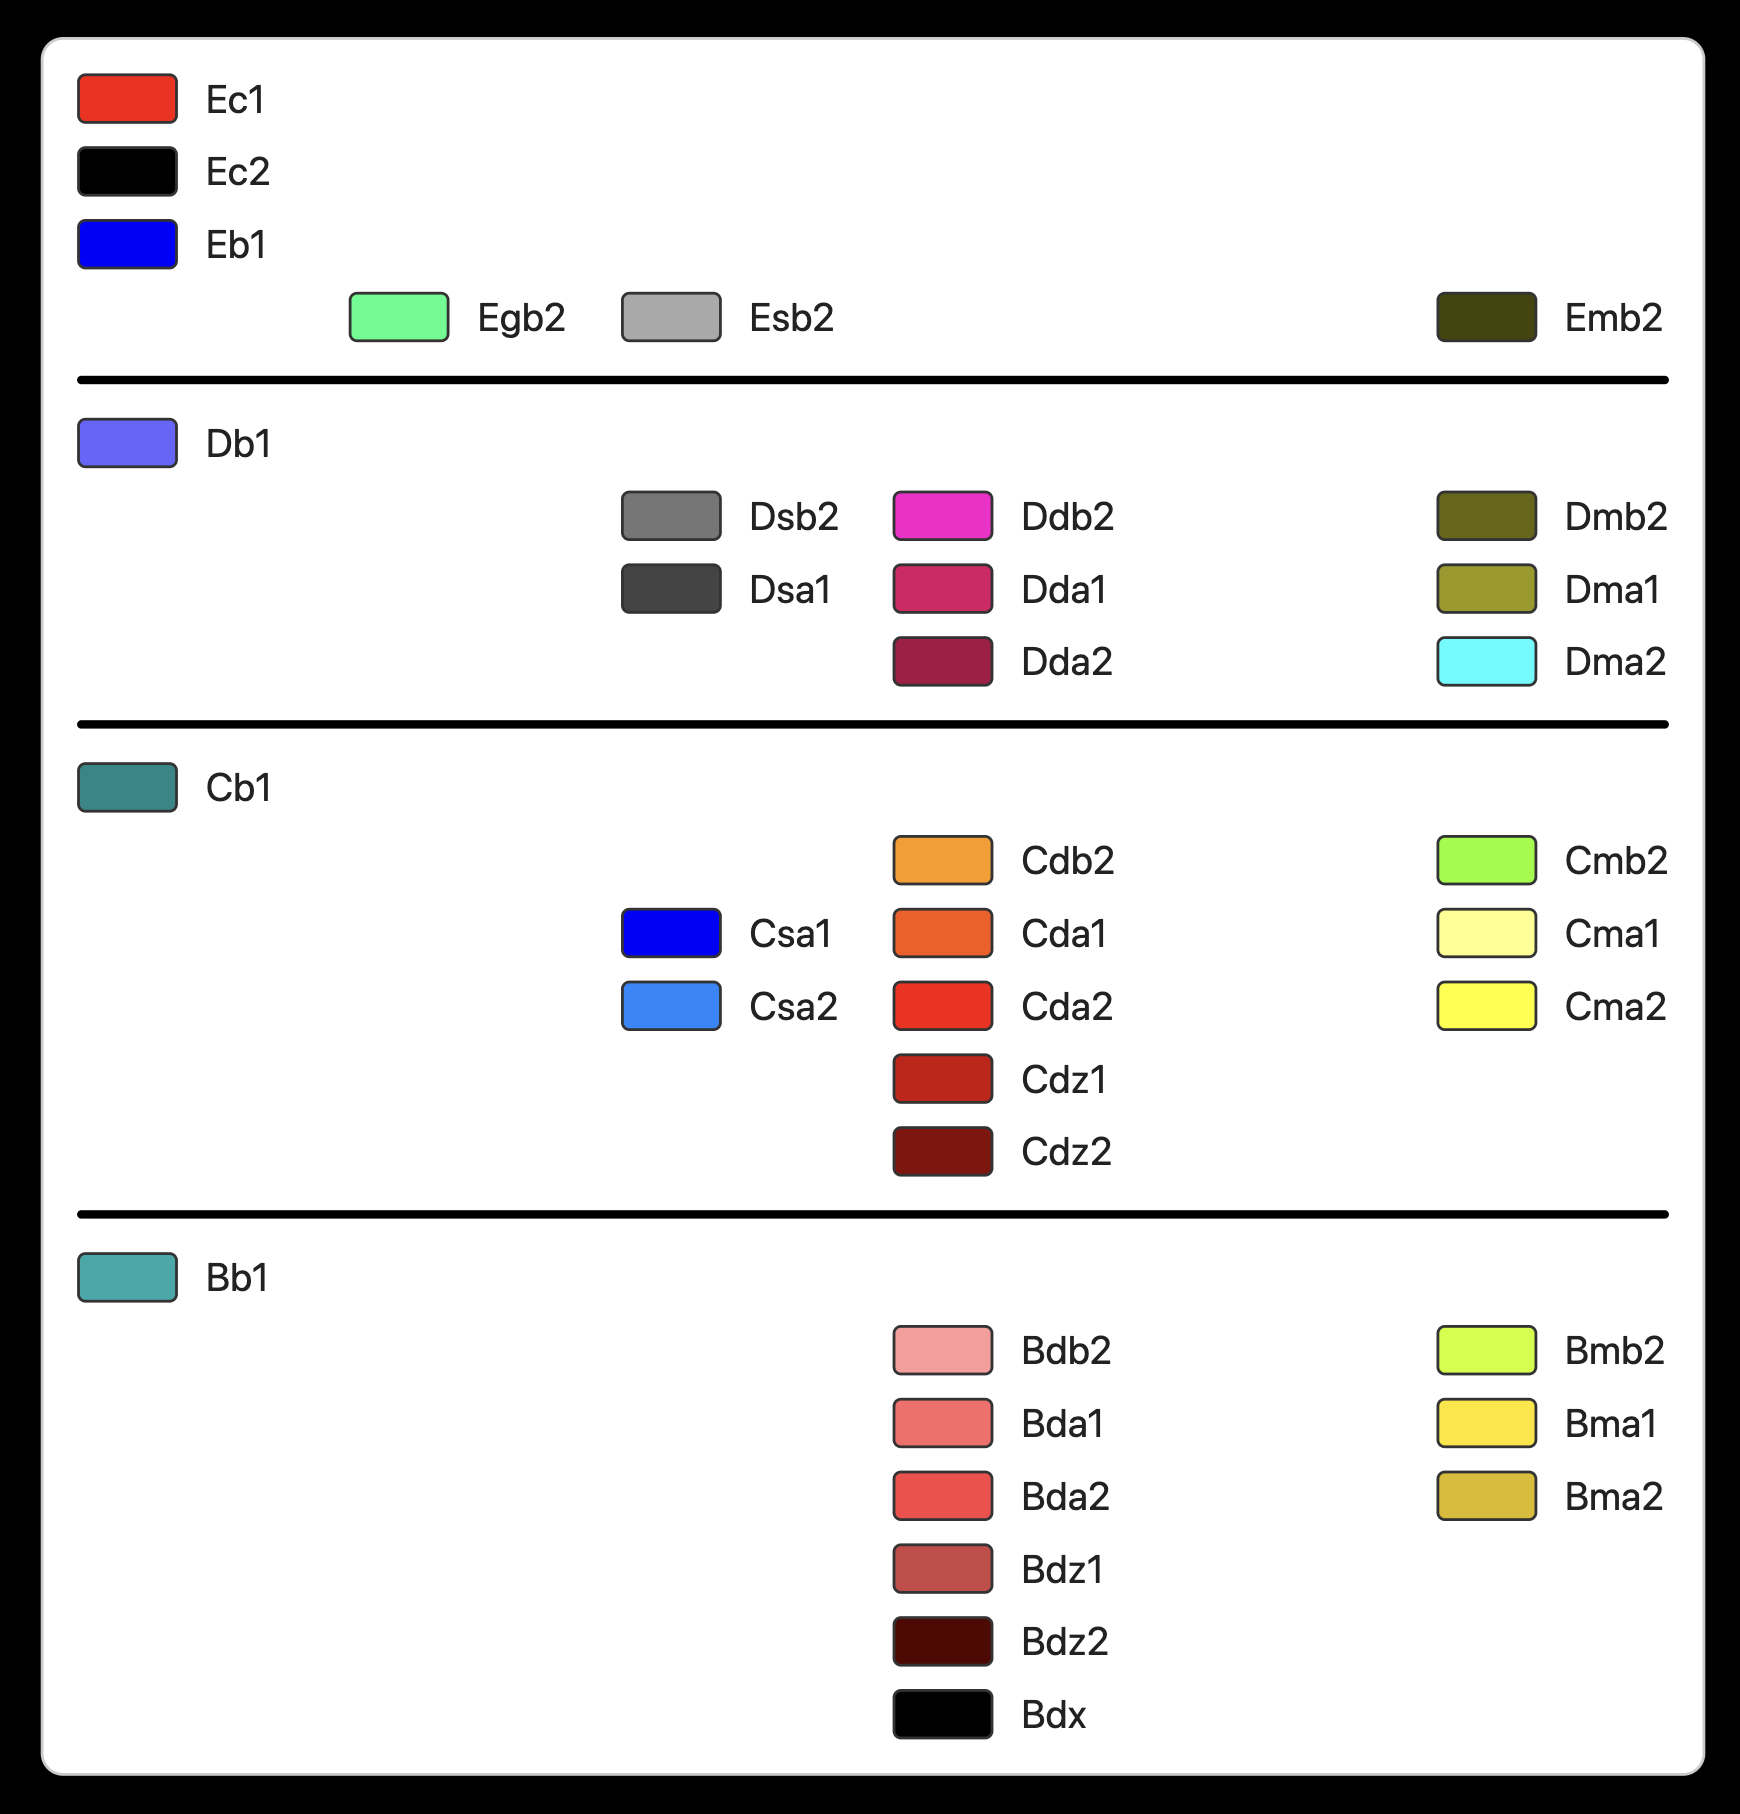 Ec1
Ec2
Eb1
Egb2 Esb2 Emb2
Db1
Dsb2 Ddb2 Dmb2
Dsa1 Dda1 Dma1
Dda2 Dma2
Cb1
Cdb2 Cmb2
Csa1 Cda1 Cma1
Csa2 Cda2 Cma2
Cdz1
Cdz2
Bb1
Bdb2 Bmb2
Bda1 Bma1
Bda2 Bma2
Bdz1
Bdz2
Bdx